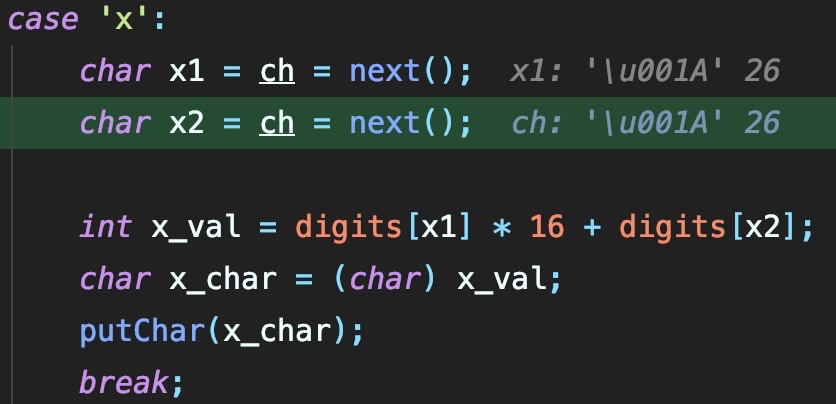 case 'x':
char x1 = ch = next();  x1: '\u001A' 26
char x2 = ch = next();  ch: '\u001A' 26
int x_val = digits[x1] * 16 + digits[x2];
char x_char = (char) x_val;
putChar(x_char);
break;